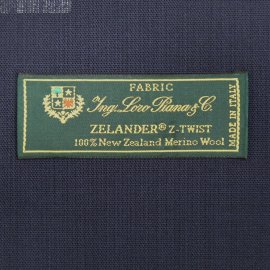 FABRIC
Ing. Loro Piana & C.
ZELANDER® Z-TWIST
100% New Zealand Merino Wool
MADE IN ITALY